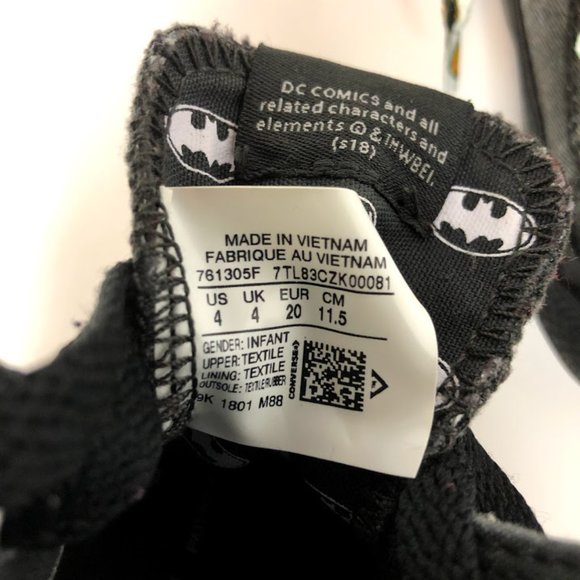 DC COMICS and all
related characters and
elements © & TM WBEI.
(s18)
MADE IN VIETNAM
FABRIQUE AU VIETNAM
761305F 7TL83CZK00081
US UK EUR CM
4 4 20 11.5
GENDER: INFANT
UPPER: TEXTILE
LINING: TEXTILE
OUTSOLE: TEXTILE RUBBER
9K 1801 M88
CONVERSE